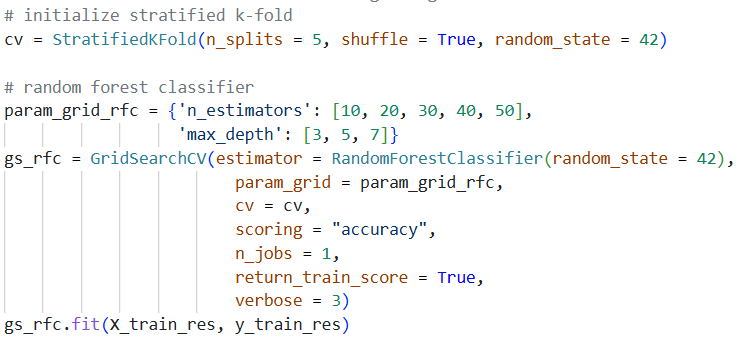 # initialize stratified k-fold
cv = StratifiedKFold(n_splits = 5, shuffle = True, random_state = 42)
# random forest classifier
param_grid_rfc = {'n_estimators': [10, 20, 30, 40, 50],
'max_depth': [3, 5, 7]}
gs_rfc = GridSearchCV(estimator = RandomForestClassifier(random_state = 42),
param_grid = param_grid_rfc,
cv = cv,
scoring = "accuracy",
n_jobs = 1,
return_train_score = True,
verbose = 3)
gs_rfc.fit(X_train_res, y_train_res)